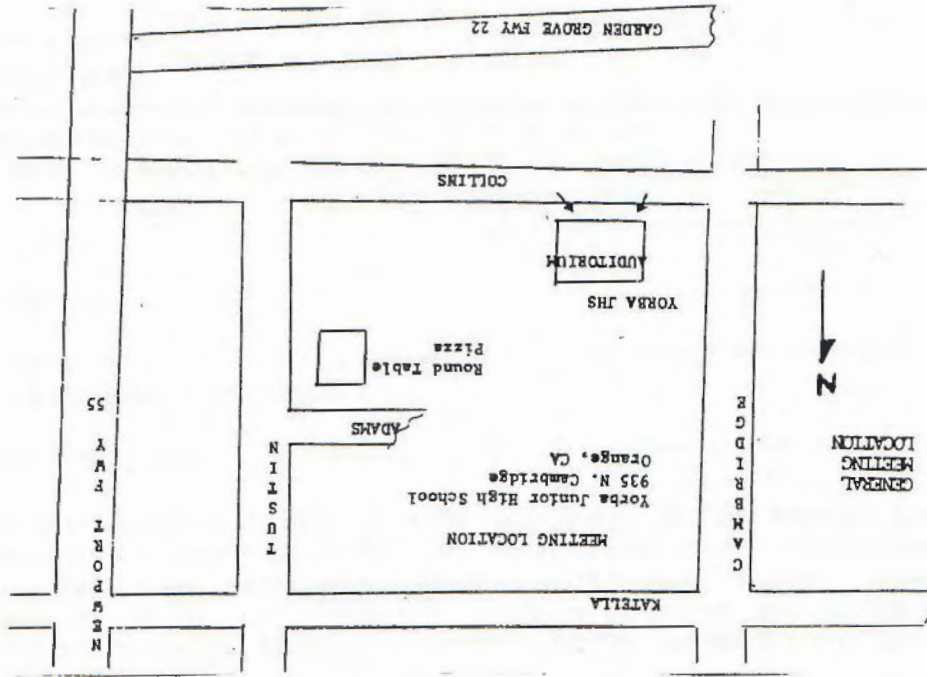 KATELLA
GENERAL
MEETING
LOCATION
N
CAMBRIDGE
MEETING LOCATION
Yorba Junior High School
935 N. Cambridge
Orange, CA
TUSTIN
NEWPORT FWY 55
ADAMS
Round Table
Pizza
YORBA JHS
AUDITORIUM
COLLINS
GARDEN GROVE FWY 22